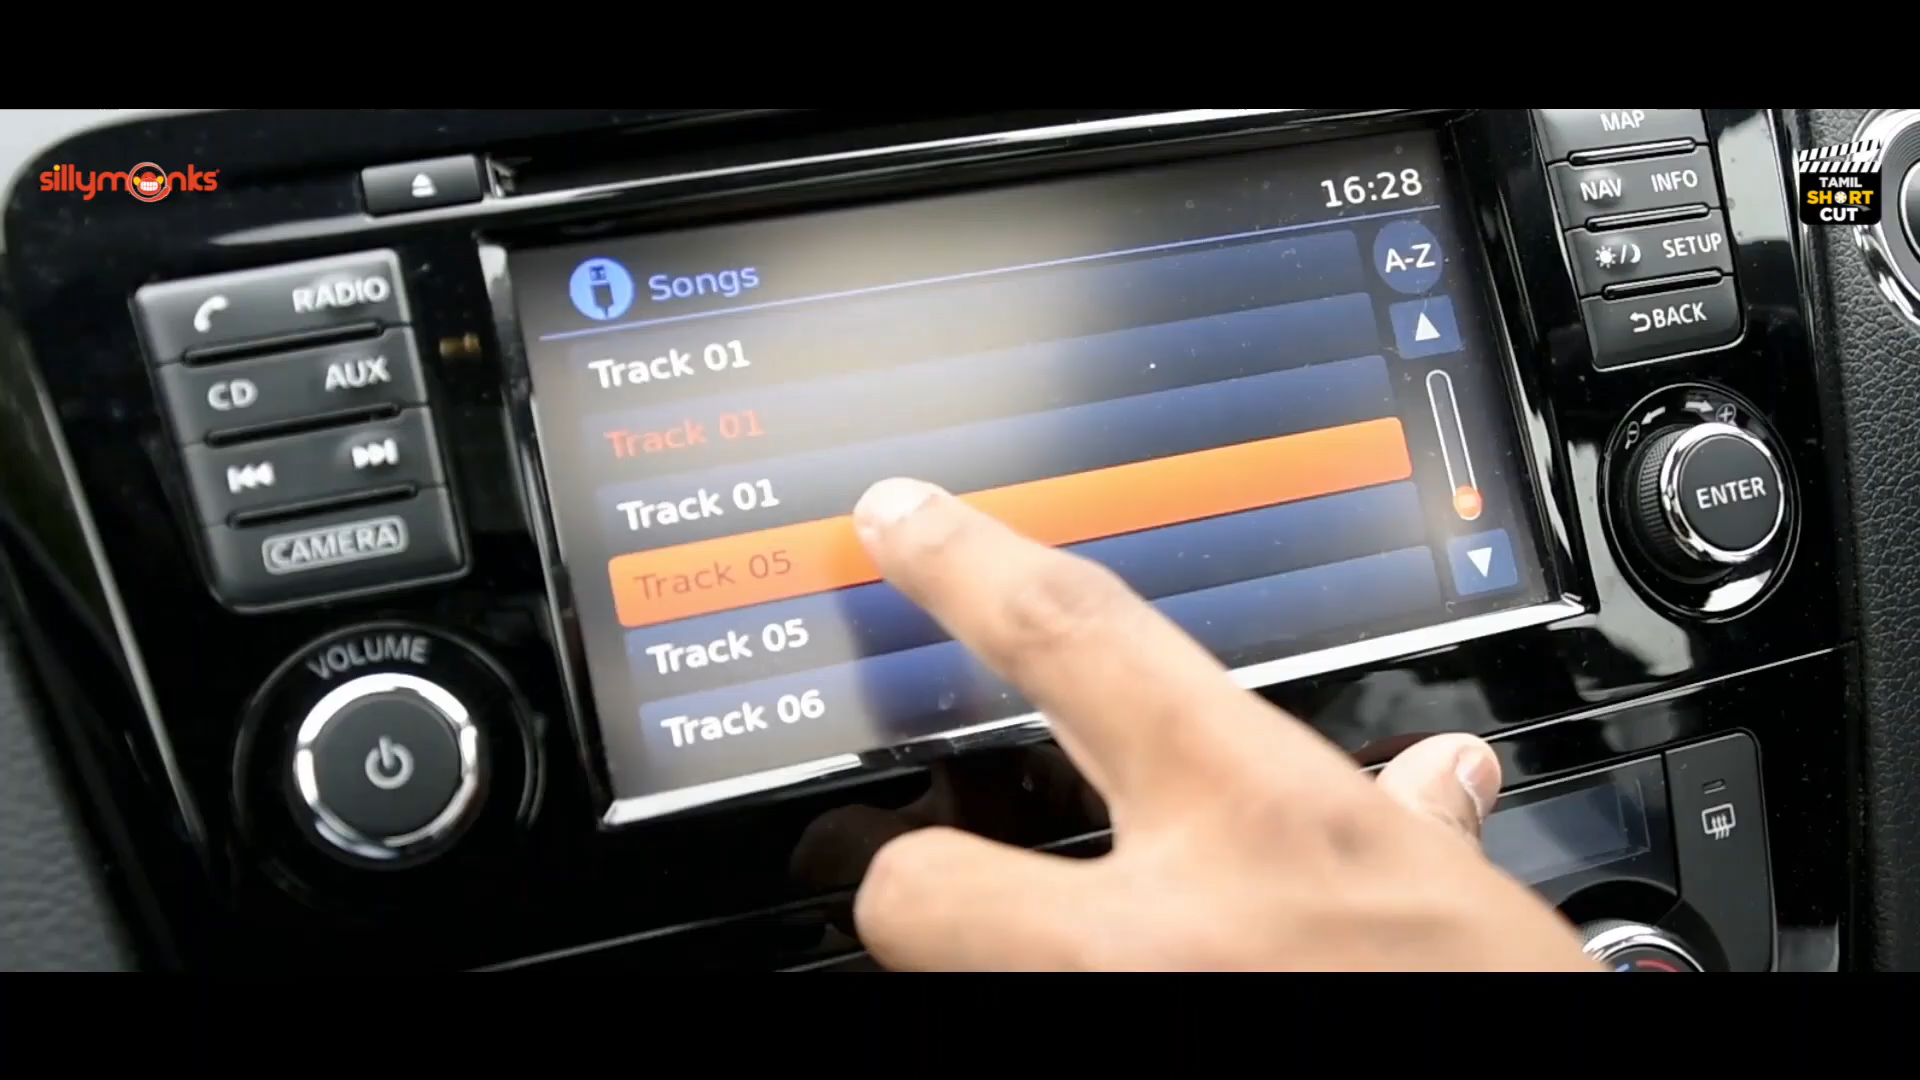 sillymonks
TAMIL
SHORT
CUT
MAP
NAV INFO
SETUP
BACK
ENTER
RADIO
CD AUX
CAMERA
VOLUME
16:28
Songs
A-Z
Track 01
Track 01
Track 01
Track 05
Track 05
Track 06